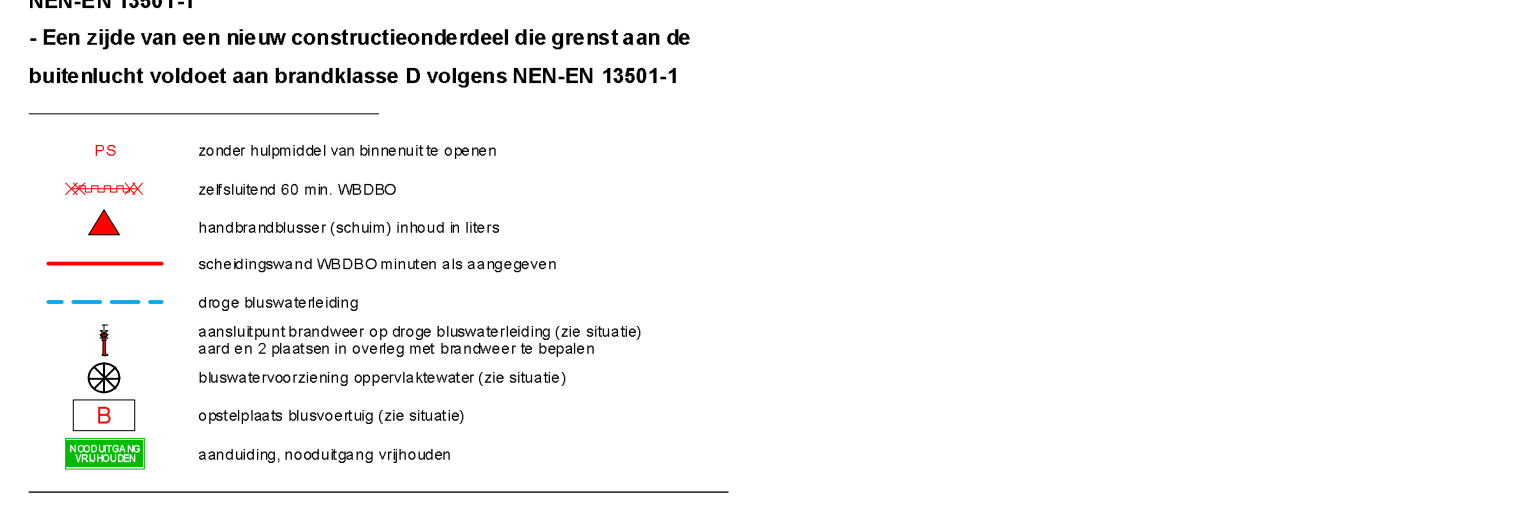 NEN-EN 13501-1
- Een zijde van een nieuw constructieonderdeel die grenst aan de
buitenlucht voldoet aan brandklasse D volgens NEN-EN 13501-1
PS zonder hulpmiddel van binnenuit te openen
zelfsluitend 60 min. WBDBO
handbrandblusser (schuim) inhoud in liters
scheidingswand WBDBO minuten als aangegeven
droge bluswaterleiding
aansluitpunt brandweer op droge bluswaterleiding (zie situatie)
aard en 2 plaatsen in overleg met brandweer te bepalen
bluswatervoorziening oppervlaktewater (zie situatie)
B opstelplaats blusvoertuig (zie situatie)
NOODUITGANG
VRIJHOUDEN
aanduiding, nooduitgang vrijhouden